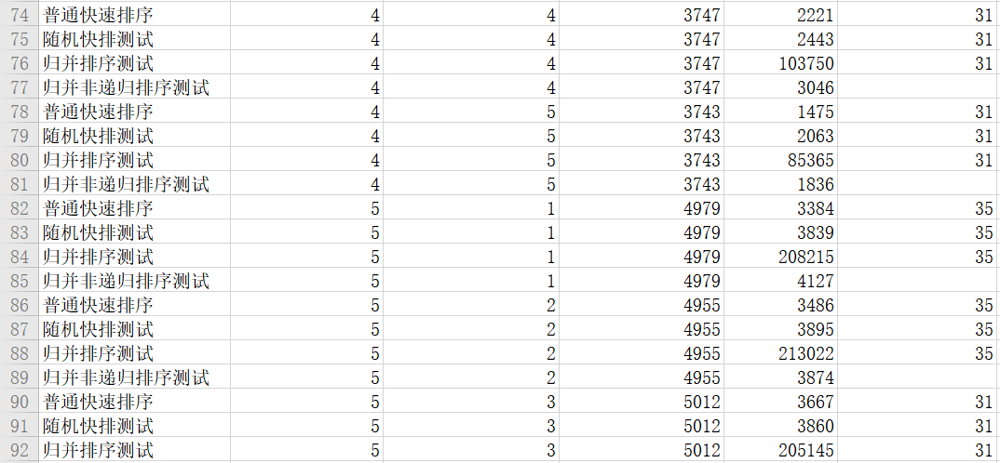 74 普通快速排序 4 4 3747 2221 31
75 随机快排测试 4 4 3747 2443 31
76 归并排序测试 4 4 3747 103750 31
77 归并非递归排序测试 4 4 3747 3046
78 普通快速排序 4 5 3743 1475 31
79 随机快排测试 4 5 3743 2063 31
80 归并排序测试 4 5 3743 85365 31
81 归并非递归排序测试 4 5 3743 1836
82 普通快速排序 5 1 4979 3384 35
83 随机快排测试 5 1 4979 3839 35
84 归并排序测试 5 1 4979 208215 35
85 归并非递归排序测试 5 1 4979 4127
86 普通快速排序 5 2 4955 3486 35
87 随机快排测试 5 2 4955 3895 35
88 归并排序测试 5 2 4955 213022 35
89 归并非递归排序测试 5 2 4955 3874
90 普通快速排序 5 3 5012 3667 31
91 随机快排测试 5 3 5012 3860 31
92 归并排序测试 5 3 5012 205145 31